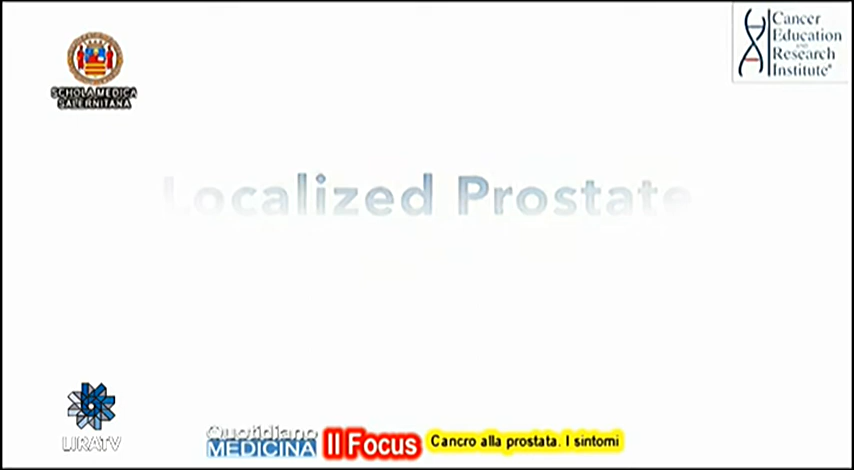 SCHOLA MEDICA
SALERNITANA
Cancer
Education
AND
Research
Institute®
Localized Prostate
LIRATV
Quotidiano
MEDICINA
Il Focus
Cancro alla prostata. I sintomi